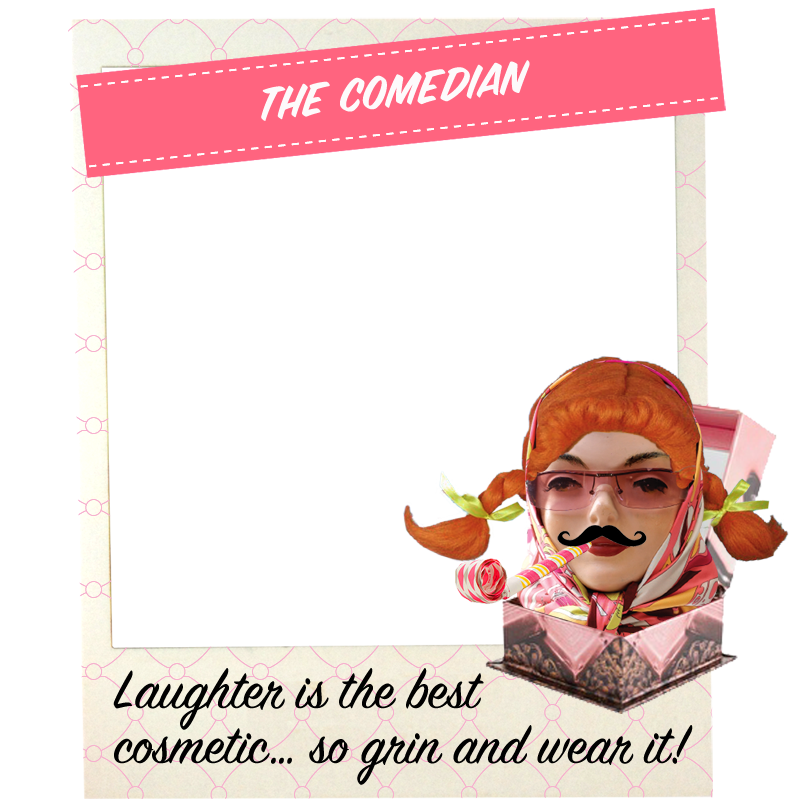 THE COMEDIAN
Laughter is the best
cosmetic... so grin and wear it!